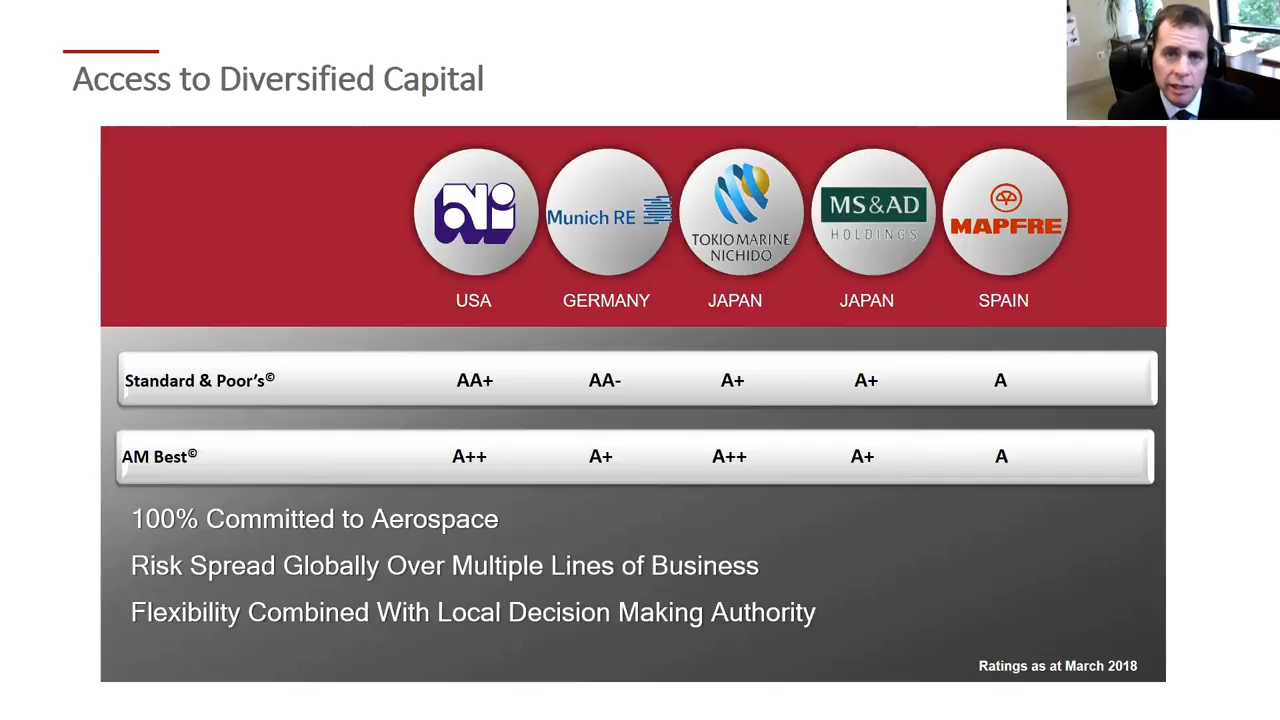 Access to Diversified Capital
Munich RE
TOKIO MARINE
NICHIDO
MS&AD
HOLDINGS
MAPFRE
USA GERMANY JAPAN JAPAN SPAIN
Standard & Poor's© AA+ AA- A+ A+ A
AM Best© A++ A+ A++ A+ A
100% Committed to Aerospace
Risk Spread Globally Over Multiple Lines of Business
Flexibility Combined With Local Decision Making Authority
Ratings as at March 2018